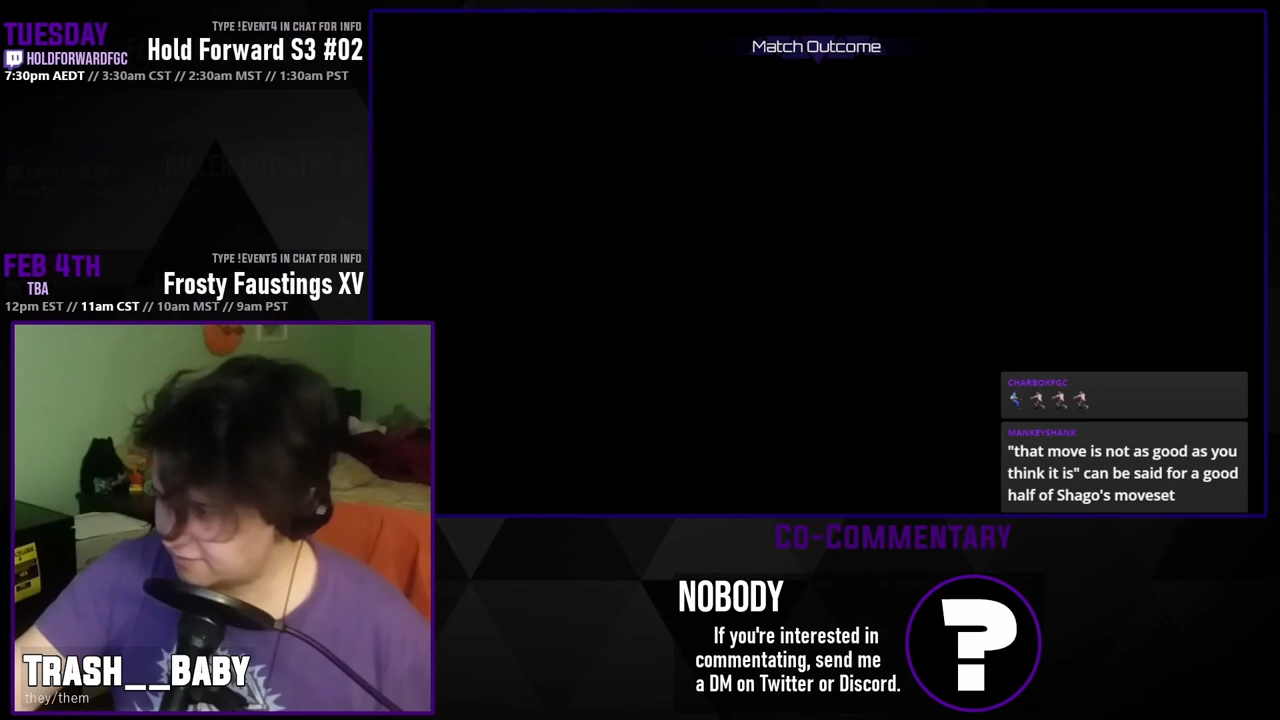 TUESDAY
TYPE !EVENT4 IN CHAT FOR INFO
Hold Forward S3 #02
HOLDFORWARDFGC
7:30pm AEDT // 3:30am CST // 2:30am MST // 1:30am PST
Match Outcome
FEB 4TH
TYPE !EVENT5 IN CHAT FOR INFO
TBA
Frosty Faustings XV
12pm EST // 11am CST // 10am MST // 9am PST
CHARBOKFGC
MANKEYSHANK
"that move is not as good as you
think it is" can be said for a good
half of Shago's moveset
CO-COMMENTARY
NOBODY
If you're interested in
commentating, send me
a DM on Twitter or Discord.
?
TRASH__BABY
they/them